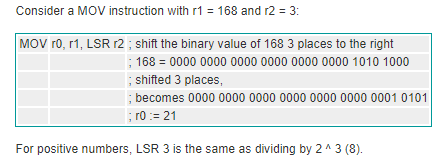 Consider a MOV instruction with r1 = 168 and r2 = 3:
MOV r0, r1, LSR r2 ; shift the binary value of 168 3 places to the right
; 168 = 0000 0000 0000 0000 0000 0000 1010 1000
; shifted 3 places,
; becomes 0000 0000 0000 0000 0000 0000 0001 0101
; r0 := 21
For positive numbers, LSR 3 is the same as dividing by 2 ^ 3 (8).